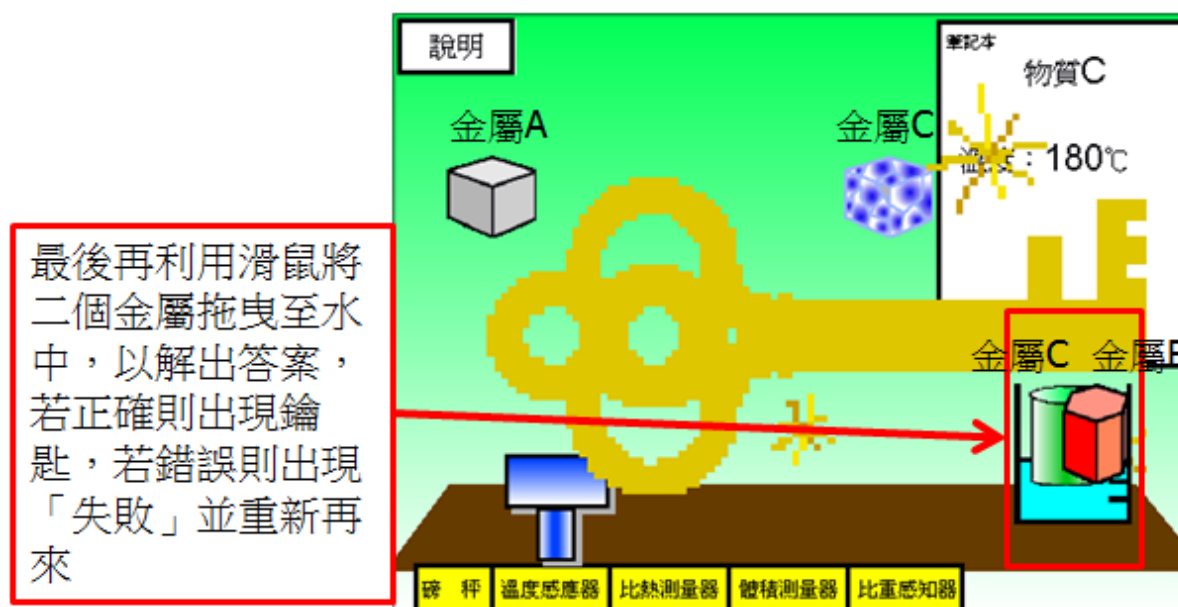 說明
筆記本
物質C
金屬A
金屬C
：180℃
最後再利用滑鼠將
二個金屬拖曳至水
中，以解出答案，
若正確則出現鑰
匙，若錯誤則出現
「失敗」並重新再
來
金屬C 金屬
磅 秤 溫度感應器 比熱測量器 體積測量器 比重感知器